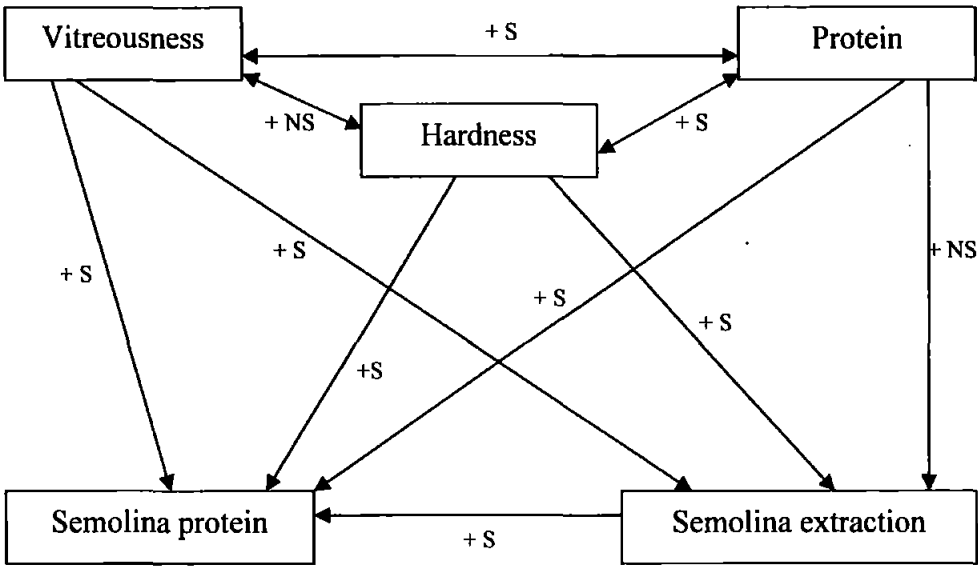 Vitreousness
+ S
Protein
+ NS
Hardness
+ S
+ S
+ S
+ S
+ S
+ NS
+S
Semolina protein
+ S
Semolina extraction